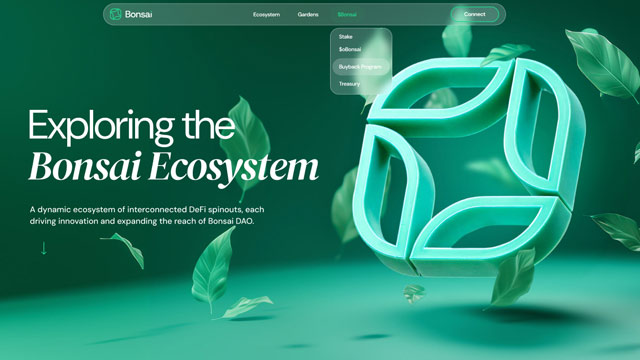 Bonsai
Ecosystem
Gardens
$Bonsai
Connect
Stake
$oBonsai
Buyback Program
Treasury
Exploring the
Bonsai Ecosystem
A dynamic ecosystem of interconnected DeFi spinouts, each
driving innovation and expanding the reach of Bonsai DAO.